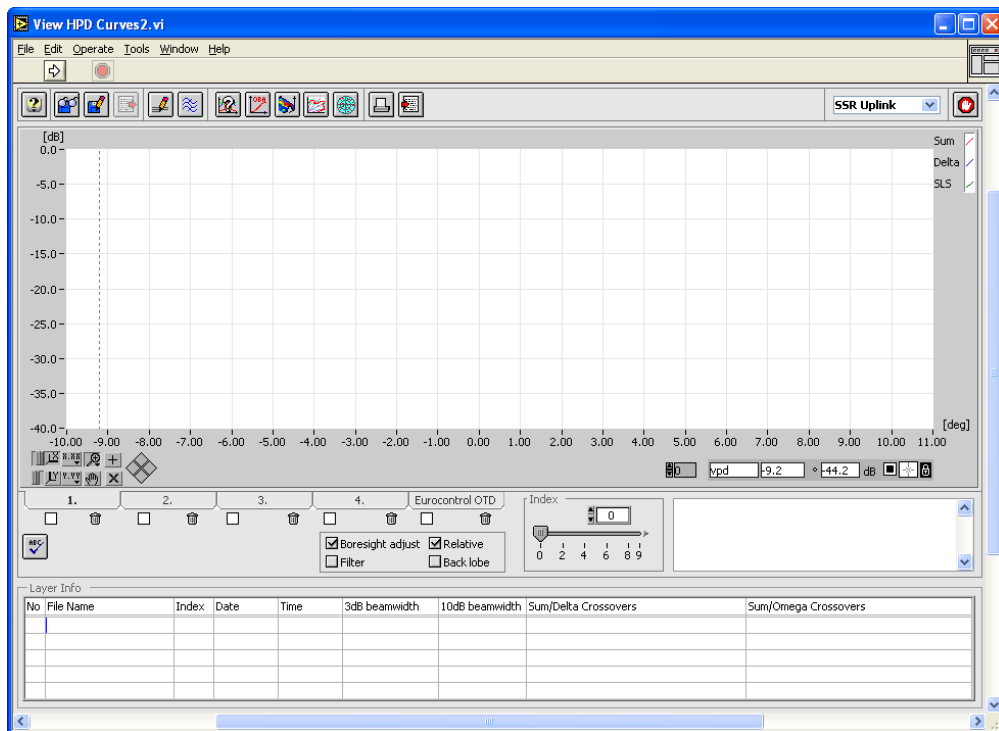 View HPD Curves2.vi
File Edit Operate Tools Window Help
SSR Uplink
[dB]
0.0
-5.0
-10.0
-15.0
-20.0
-25.0
-30.0
-35.0
-40.0
Sum
Delta
SLS
[deg]
-10.00 -9.00 -8.00 -7.00 -6.00 -5.00 -4.00 -3.00 -2.00 -1.00 0.00 1.00 2.00 3.00 4.00 5.00 6.00 7.00 8.00 9.00 10.00 11.00
0 vpd -9.2 ° -44.2 dB
1. 2. 3. 4. Eurocontrol OTD
Index
0
0 2 4 6 8 9
ABC
Boresight adjust Relative
Filter Back lobe
Layer Info
No File Name Index Date Time 3dB beamwidth 10dB beamwidth Sum/Delta Crossovers Sum/Omega Crossovers